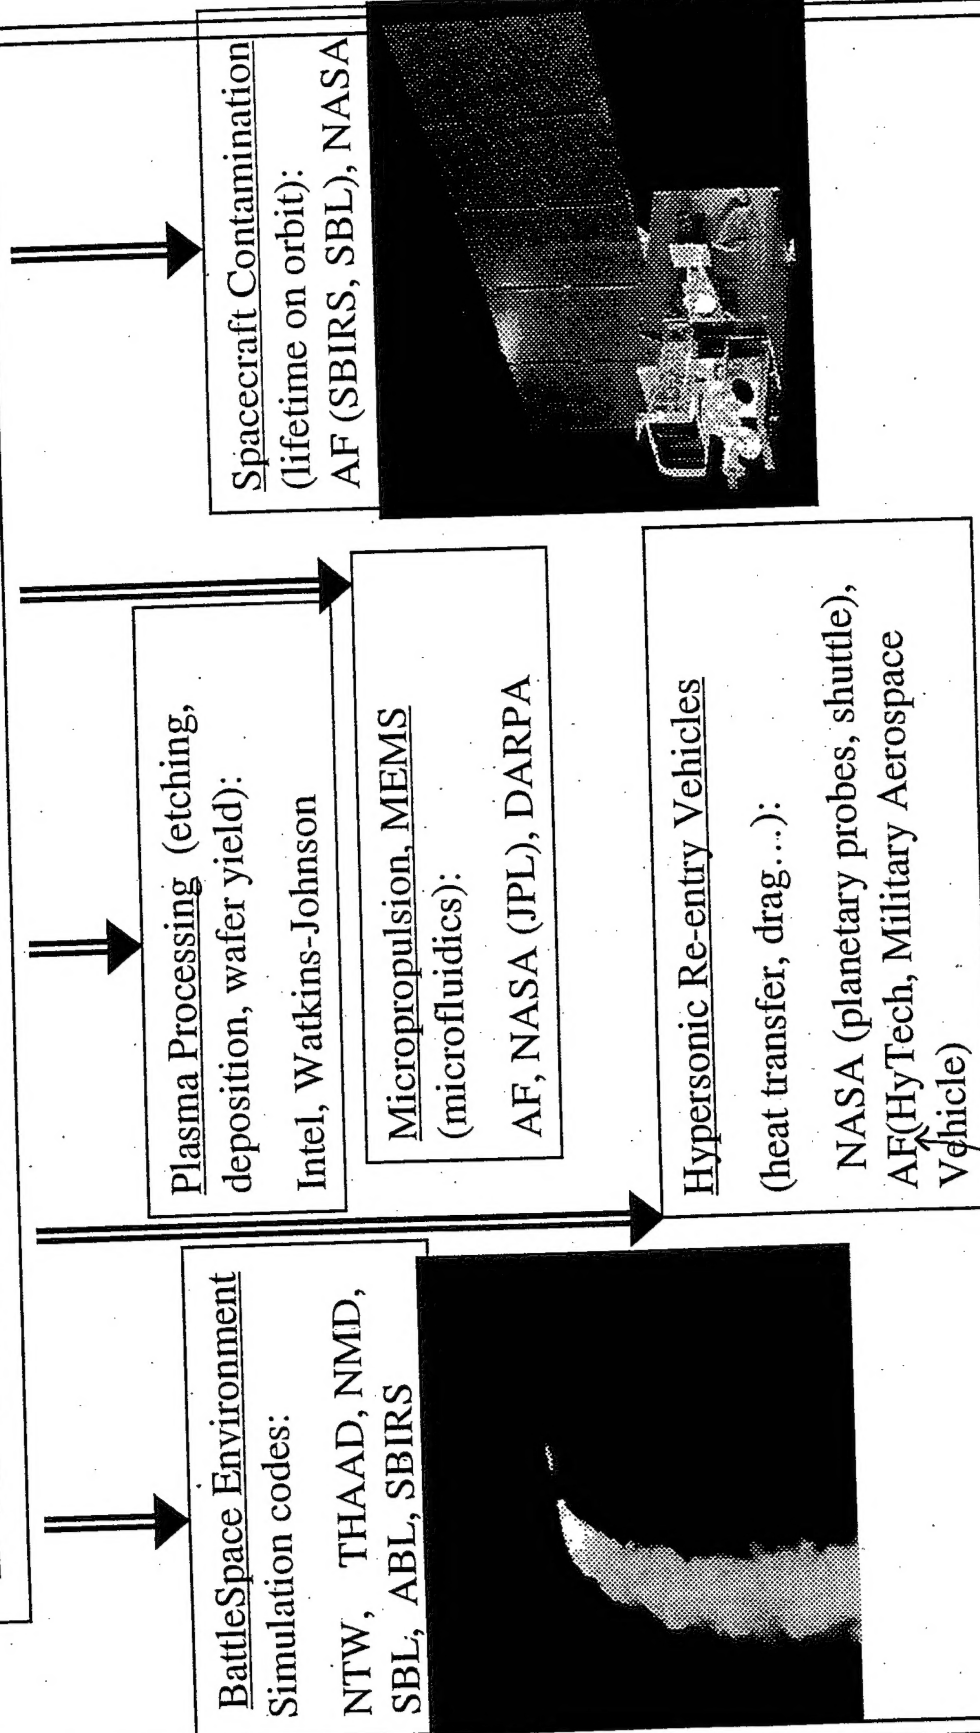 BattleSpace Environment
Simulation codes:
NTW, THAAD, NMD,
SBL, ABL, SBIRS
Plasma Processing (etching,
deposition, wafer yield):
Intel, Watkins-Johnson
Micropropulsion, MEMS
(microfluidics):
AF, NASA (JPL), DARPA
Hypersonic Re-entry Vehicles
(heat transfer, drag...):
NASA (planetary probes, shuttle),
AF(HyTech, Military Aerospace
Vehicle)
Spacecraft Contamination
(lifetime on orbit):
AF (SBIRS, SBL), NASA